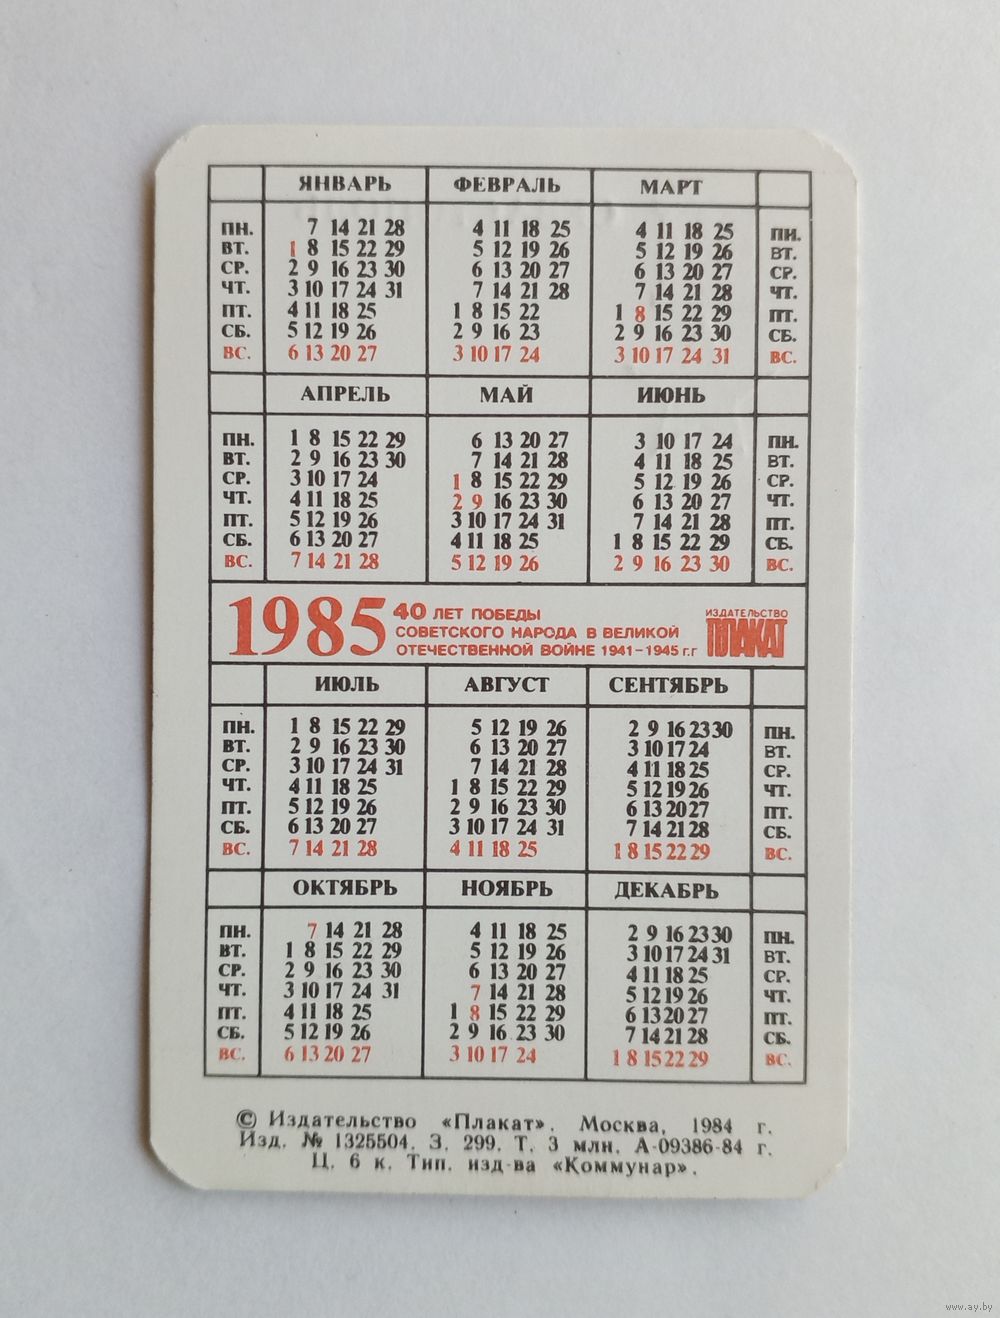 ЯНВАРЬ ФЕВРАЛЬ МАРТ
ПН. 7 14 21 28 4 11 18 25 4 11 18 25 ПН.
ВТ. 1 8 15 22 29 5 12 19 26 5 12 19 26 ВТ.
СР. 2 9 16 23 30 6 13 20 27 6 13 20 27 СР.
ЧТ. 3 10 17 24 31 7 14 21 28 7 14 21 28 ЧТ.
ПТ. 4 11 18 25 1 8 15 22 1 8 15 22 29 ПТ.
СБ. 5 12 19 26 2 9 16 23 2 9 16 23 30 СБ.
ВС. 6 13 20 27 3 10 17 24 3 10 17 24 31 ВС.
АПРЕЛЬ МАЙ ИЮНЬ
ПН. 1 8 15 22 29 6 13 20 27 3 10 17 24 ПН.
ВТ. 2 9 16 23 30 7 14 21 28 4 11 18 25 ВТ.
СР. 3 10 17 24 1 8 15 22 29 5 12 19 26 СР.
ЧТ. 4 11 18 25 2 9 16 23 30 6 13 20 27 ЧТ.
ПТ. 5 12 19 26 3 10 17 24 31 7 14 21 28 ПТ.
СБ. 6 13 20 27 4 11 18 25 1 8 15 22 29 СБ.
ВС. 7 14 21 28 5 12 19 26 2 9 16 23 30 ВС.
1985 40 ЛЕТ ПОБЕДЫ
СОВЕТСКОГО НАРОДА В ВЕЛИКОЙ
ОТЕЧЕСТВЕННОЙ ВОЙНЕ 1941-1945 г.г
ИЗДАТЕЛЬСТВО
ПЛАКАТ
ИЮЛЬ АВГУСТ СЕНТЯБРЬ
ПН. 1 8 15 22 29 5 12 19 26 2 9 16 23 30 ПН.
ВТ. 2 9 16 23 30 6 13 20 27 3 10 17 24 ВТ.
СР. 3 10 17 24 31 7 14 21 28 4 11 18 25 СР.
ЧТ. 4 11 18 25 1 8 15 22 29 5 12 19 26 ЧТ.
ПТ. 5 12 19 26 2 9 16 23 30 6 13 20 27 ПТ.
СБ. 6 13 20 27 3 10 17 24 31 7 14 21 28 СБ.
ВС. 7 14 21 28 4 11 18 25 1 8 15 22 29 ВС.
ОКТЯБРЬ НОЯБРЬ ДЕКАБРЬ
ПН. 7 14 21 28 4 11 18 25 2 9 16 23 30 ПН.
ВТ. 1 8 15 22 29 5 12 19 26 3 10 17 24 31 ВТ.
СР. 2 9 16 23 30 6 13 20 27 4 11 18 25 СР.
ЧТ. 3 10 17 24 31 7 14 21 28 5 12 19 26 ЧТ.
ПТ. 4 11 18 25 1 8 15 22 29 6 13 20 27 ПТ.
СБ. 5 12 19 26 2 9 16 23 30 7 14 21 28 СБ.
ВС. 6 13 20 27 3 10 17 24 1 8 15 22 29 ВС.
© Издательство «Плакат». Москва, 1984 г.
Изд. № 1325504. З. 299. Т. 3 млн. А-09386-84 г.
Ц. 6 к. Тип. изд-ва «Коммунар».
www.ay.by